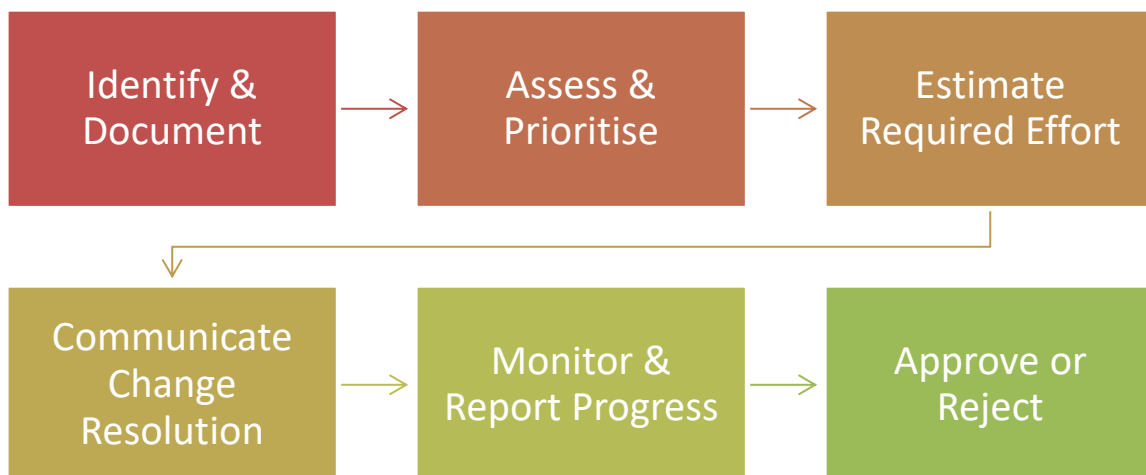 Identify &
Document
Assess &
Prioritise
Estimate
Required Effort
Communicate
Change
Resolution
Monitor &
Report Progress
Approve or
Reject